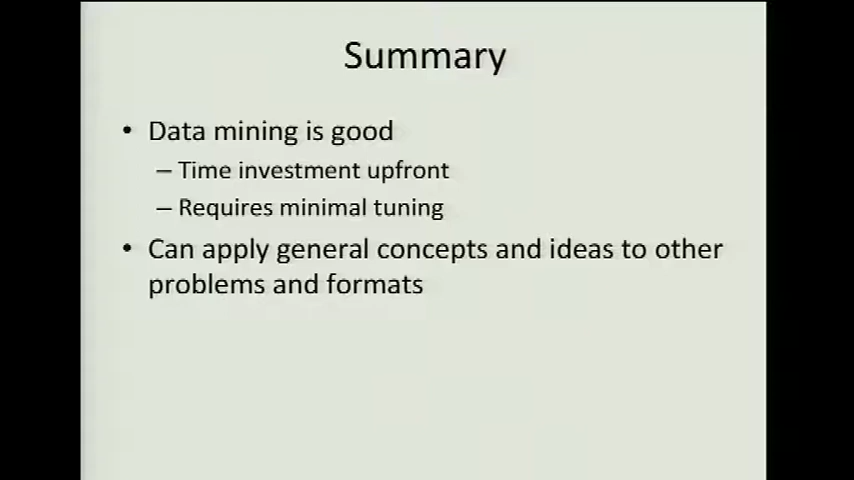 Summary
• Data mining is good
– Time investment upfront
– Requires minimal tuning
• Can apply general concepts and ideas to other
problems and formats